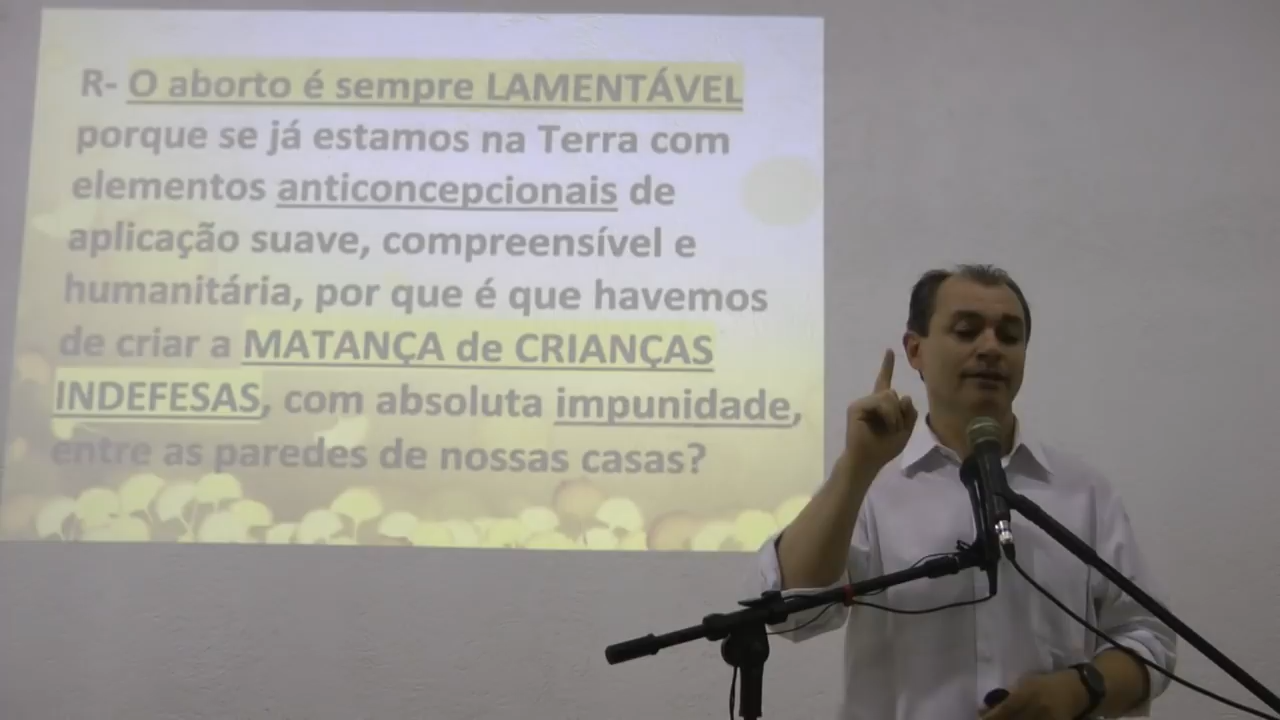 R- O aborto é sempre LAMENTÁVEL
porque se já estamos na Terra com
elementos anticoncepcionais de
aplicação suave, compreensível e
humanitária, por que é que havemos
de criar a MATANÇA de CRIANÇAS
INDEFESAS, com absoluta impunidade,
entre as paredes de nossas casas?